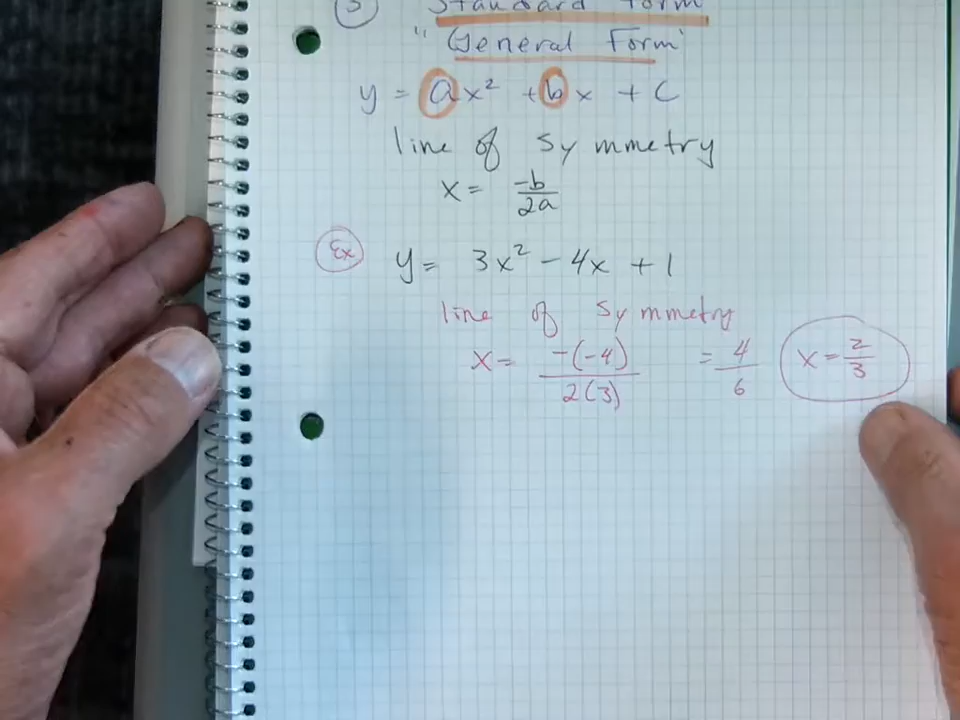 3 Standard Form
"General Form"
y = ax² + bx + c
line of symmetry
x = -b/2a
Ex y = 3x² - 4x + 1
line of symmetry
x = -(-4)/2(3) = 4/6 x = 2/3